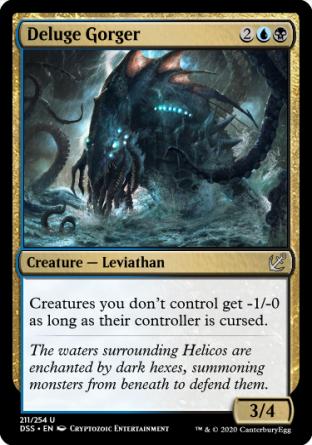 Deluge Gorger 2
Creature — Leviathan
Creatures you don't control get -1/-0
as long as their controller is cursed.
The waters surrounding Helicos are
enchanted by dark hexes, summoning
monsters from beneath to defend them.
3/4
211/254 U
DSS • EN Cryptozoic Entertainment
™ & © 2020 CanterburyEgg